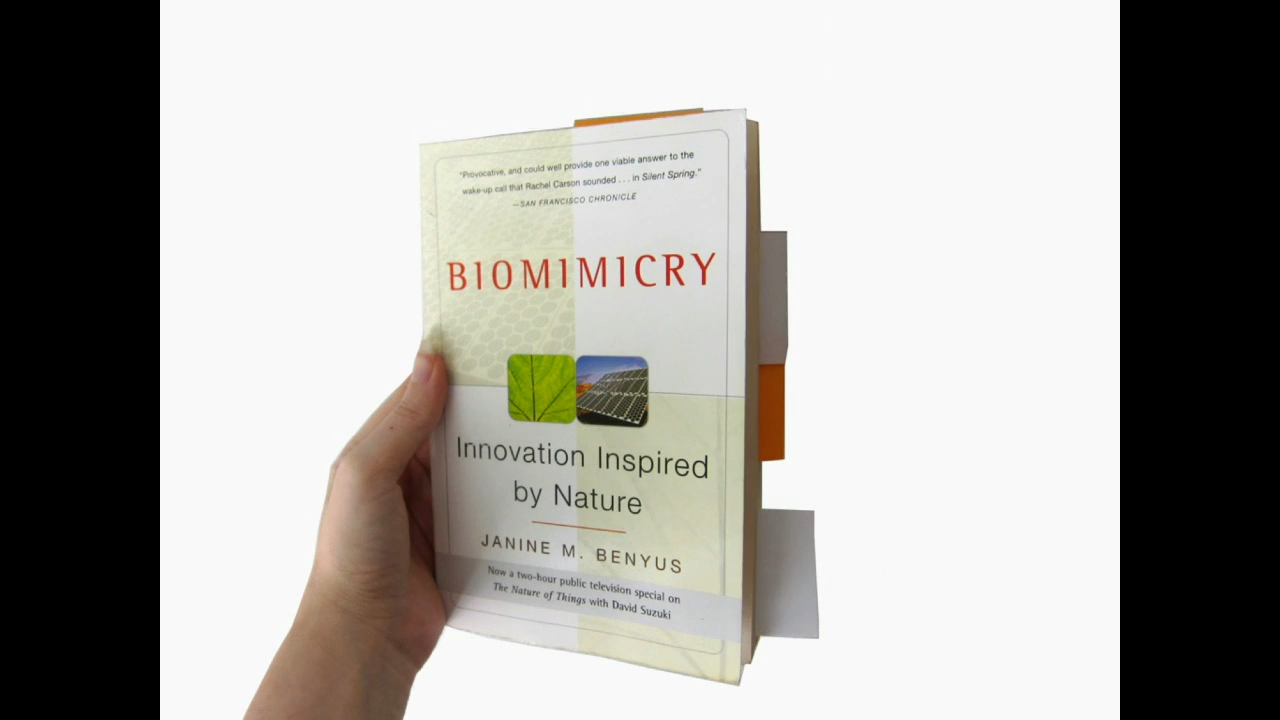 "Provocative, and could well provide one viable answer to the
wake-up call that Rachel Carson sounded . . . in Silent Spring."
—SAN FRANCISCO CHRONICLE
BIOMIMICRY
Innovation Inspired
by Nature
JANINE M. BENYUS
Now a two-hour public television special on
The Nature of Things with David Suzuki